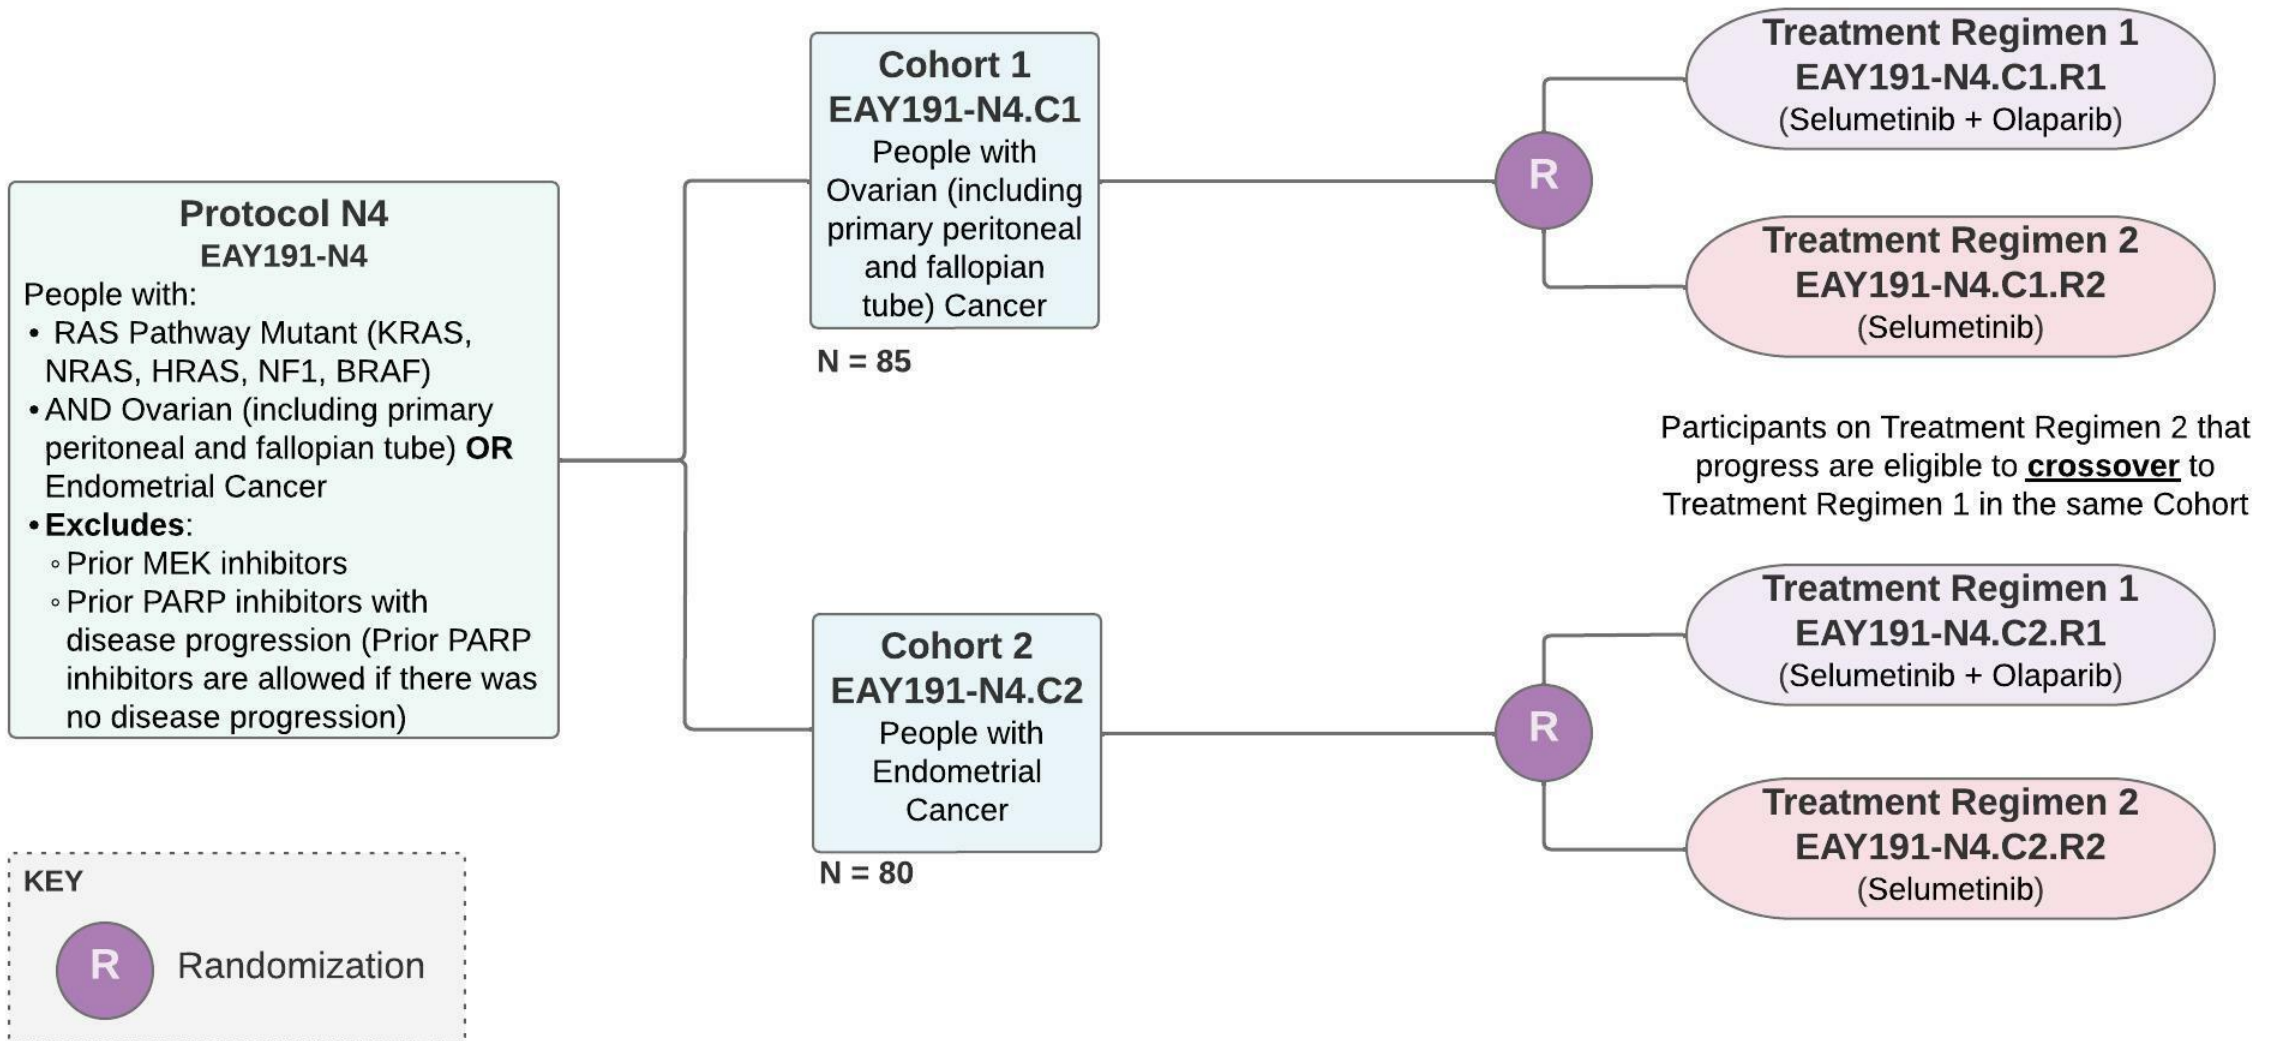 Protocol N4
EAY191-N4
People with:
• RAS Pathway Mutant (KRAS,
NRAS, HRAS, NF1, BRAF)
• AND Ovarian (including primary
peritoneal and fallopian tube) OR
Endometrial Cancer
• Excludes:
◦ Prior MEK inhibitors
◦ Prior PARP inhibitors with
disease progression (Prior PARP
inhibitors are allowed if there was
no disease progression)
KEY
R
Randomization
Cohort 1
EAY191-N4.C1
People with
Ovarian (including
primary peritoneal
and fallopian
tube) Cancer
N = 85
R
Treatment Regimen 1
EAY191-N4.C1.R1
(Selumetinib + Olaparib)
Treatment Regimen 2
EAY191-N4.C1.R2
(Selumetinib)
Participants on Treatment Regimen 2 that
progress are eligible to crossover to
Treatment Regimen 1 in the same Cohort
Cohort 2
EAY191-N4.C2
People with
Endometrial
Cancer
N = 80
R
Treatment Regimen 1
EAY191-N4.C2.R1
(Selumetinib + Olaparib)
Treatment Regimen 2
EAY191-N4.C2.R2
(Selumetinib)